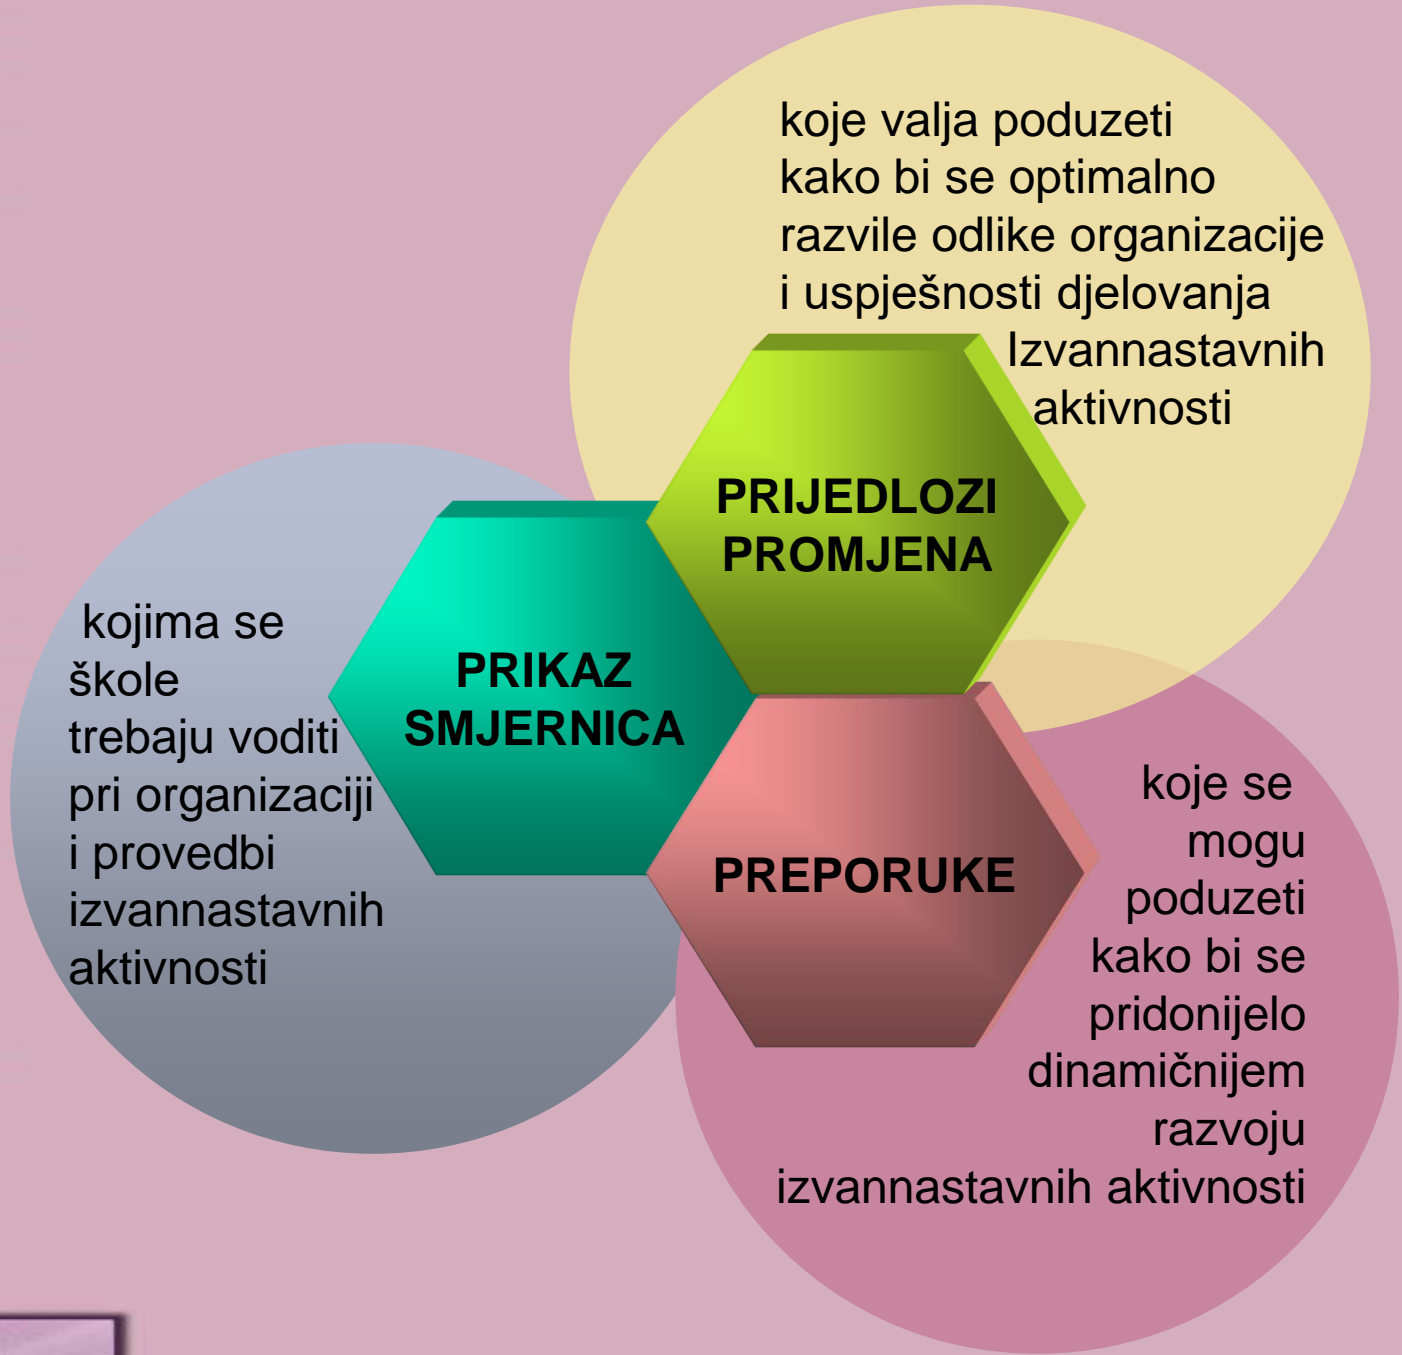 PRIJEDLOZI
PROMJENA
koje valja poduzeti
kako bi se optimalno
razvile odlike organizacije
i uspješnosti djelovanja
Izvannastavnih
aktivnosti
PRIKAZ
SMJERNICA
kojima se
škole
trebaju voditi
pri organizaciji
i provedbi
izvannastavnih
aktivnosti
PREPORUKE
koje se
mogu
poduzeti
kako bi se
pridonijelo
dinamičnijem
razvoju
izvannastavnih aktivnosti